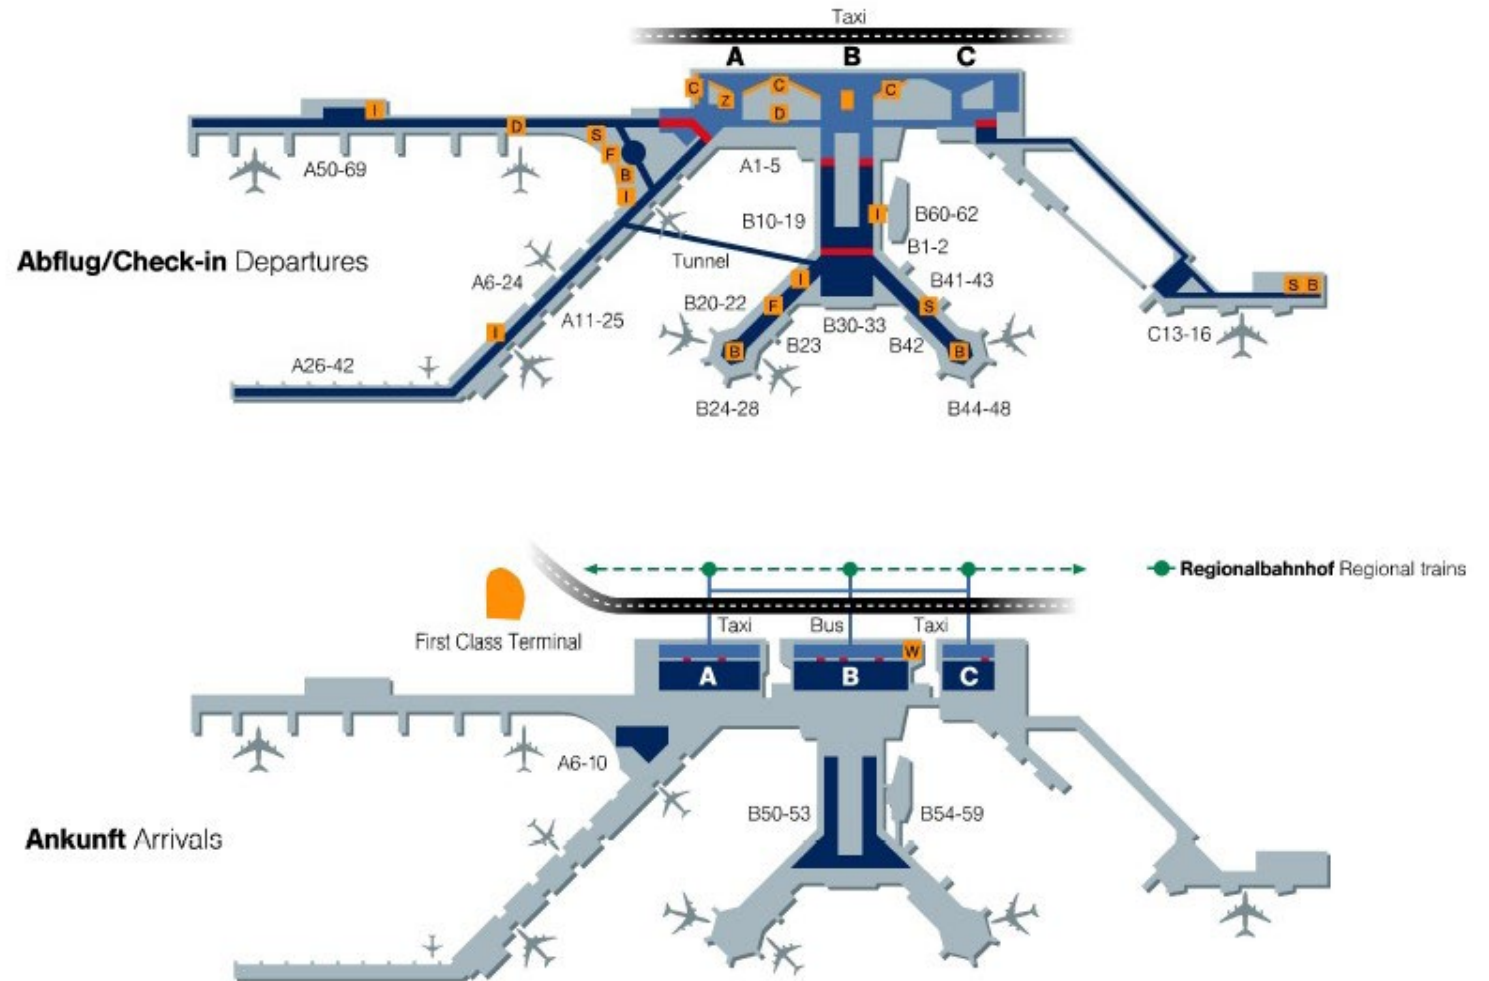 Taxi
A B C
C C C
Z D
I
D
S
F
B
I
A50-69
A1-5
B10-19
I
B60-62
B1-2
Abflug/Check-in Departures
Tunnel
A6-24
I
B41-43
S B
B20-22
F
S
A11-25
B30-33
I
B23
B42
C13-16
B
B
A26-42
B24-28
B44-48
Regionalbahnhof Regional trains
First Class Terminal
Taxi Bus Taxi
W
A B C
A6-10
B50-53
B54-59
Ankunft Arrivals